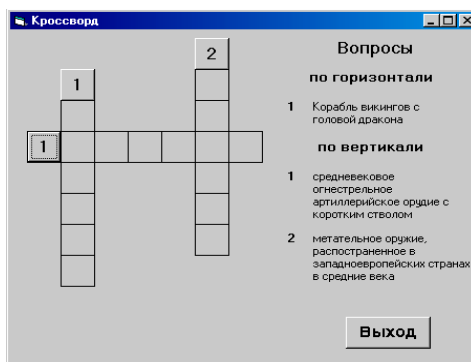 Кроссворд
2
1
1
Вопросы
по горизонтали
1 Корабль викингов с
головой дракона
по вертикали
1 средневековое
огнестрельное
артиллерийское орудие с
коротким стволом
2 метательное оружие,
распостраненное в
западноевропейских странах
в средние века
Выход